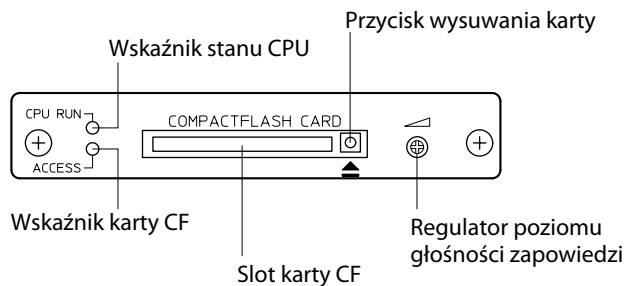 Przycisk wysuwania karty
Wskaźnik stanu CPU
CPU RUN
COMPACTFLASH CARD
ACCESS
Wskaźnik karty CF
Regulator poziomu
głośności zapowiedzi
Slot karty CF